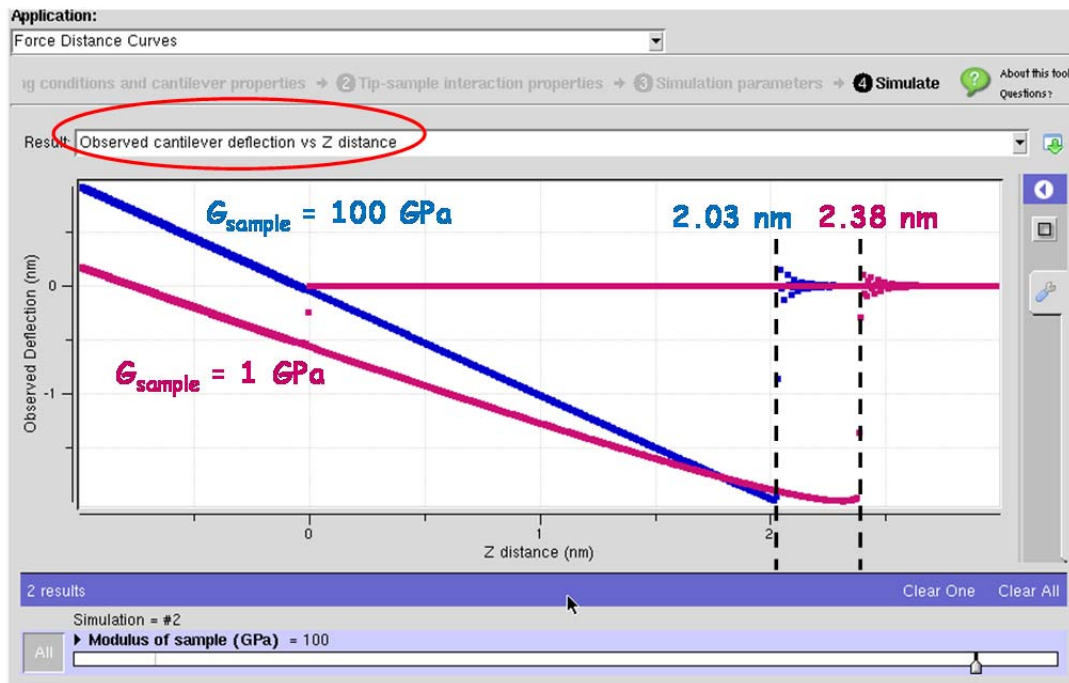 Application:
Force Distance Curves
ng conditions and cantilever properties → 2 Tip-sample interaction properties → 3 Simulation parameters → 4 Simulate
About this tool
Questions?
Result: Observed cantilever deflection vs Z distance
Gsample = 100 GPa
2.03 nm 2.38 nm
Gsample = 1 GPa
Observed Deflection (nm)
0
-1
0 1 2
Z distance (nm)
2 results Clear One Clear All
Simulation = #2
All
Modulus of sample (GPa) = 100